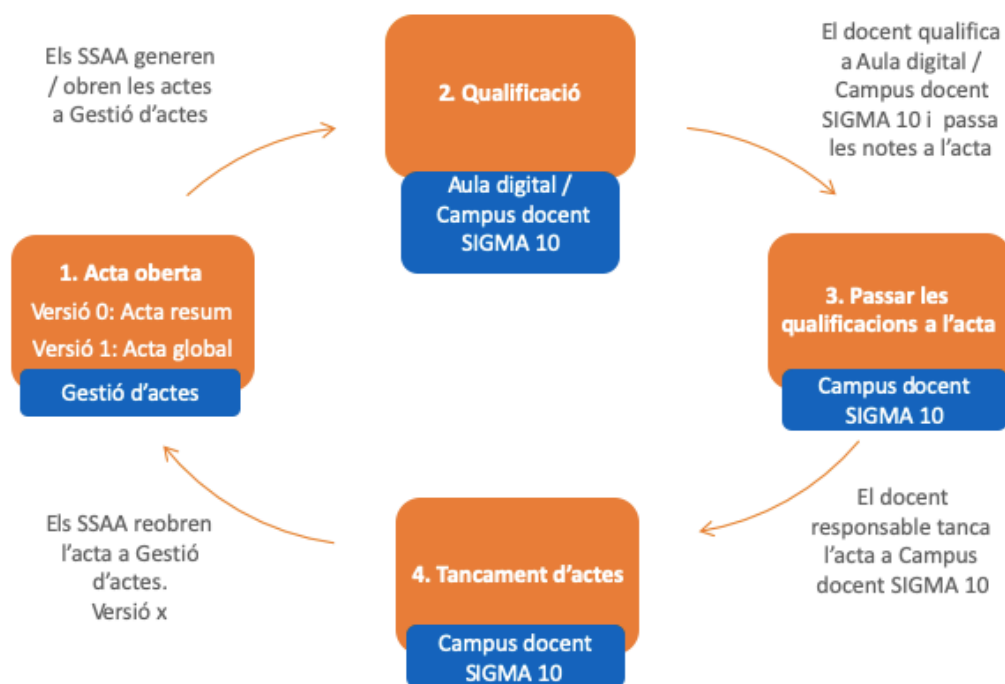 Els SSAA generen
/ obren les actes
a Gestió d’actes
2. Qualificació
Aula digital /
Campus docent
SIGMA 10
El docent qualifica
a Aula digital /
Campus docent
SIGMA 10 i  passa
les notes a l’acta
1. Acta oberta
Versió 0: Acta resum
Versió 1: Acta global
Gestió d’actes
3. Passar les
qualificacions a l’acta
Campus docent
SIGMA 10
Els SSAA reobren
l’acta a Gestió
d’actes.
Versió x
4. Tancament d’actes
Campus docent
SIGMA 10
El docent
responsable tanca
l’acta a Campus
docent SIGMA 10